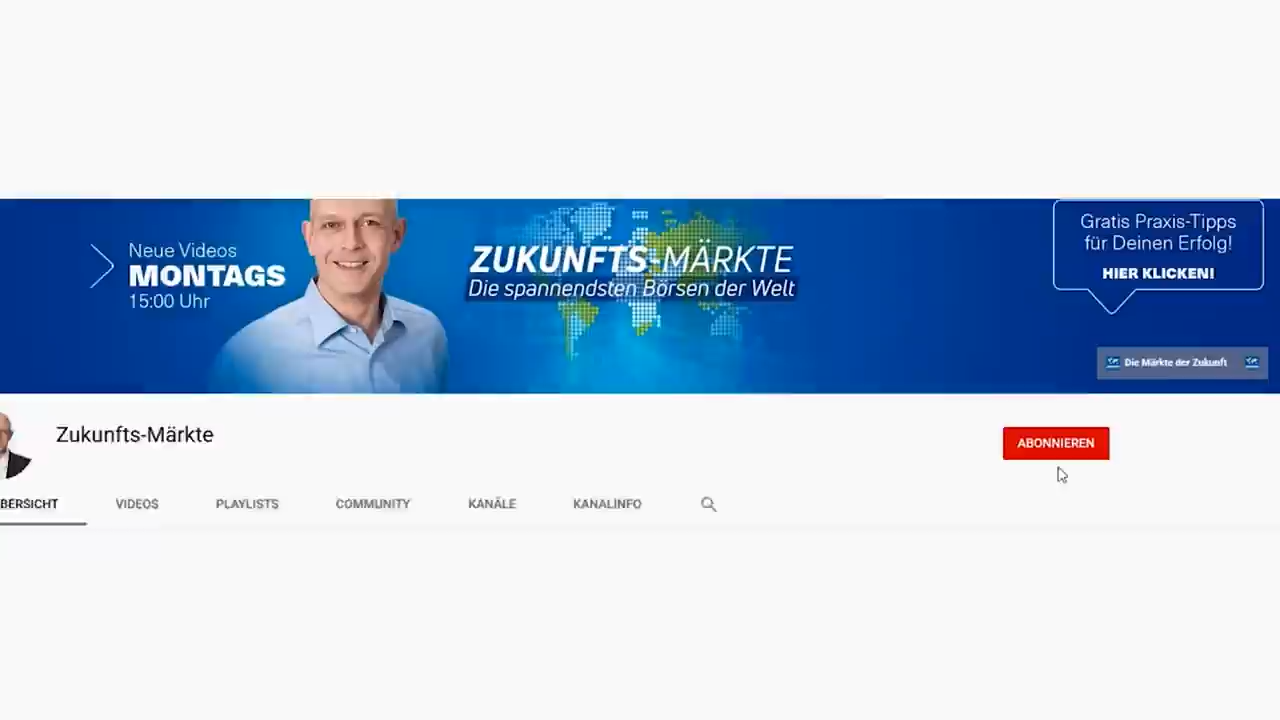 Neue Videos
MONTAGS
15:00 Uhr
ZUKUNFTS-MÄRKTE
Die spannendsten Börsen der Welt
Gratis Praxis-Tipps
für Deinen Erfolg!
HIER KLICKEN!
Die Märkte der Zukunft
Zukunfts-Märkte
ABONNIEREN
BERSICHT VIDEOS PLAYLISTS COMMUNITY KANÄLE KANALINFO